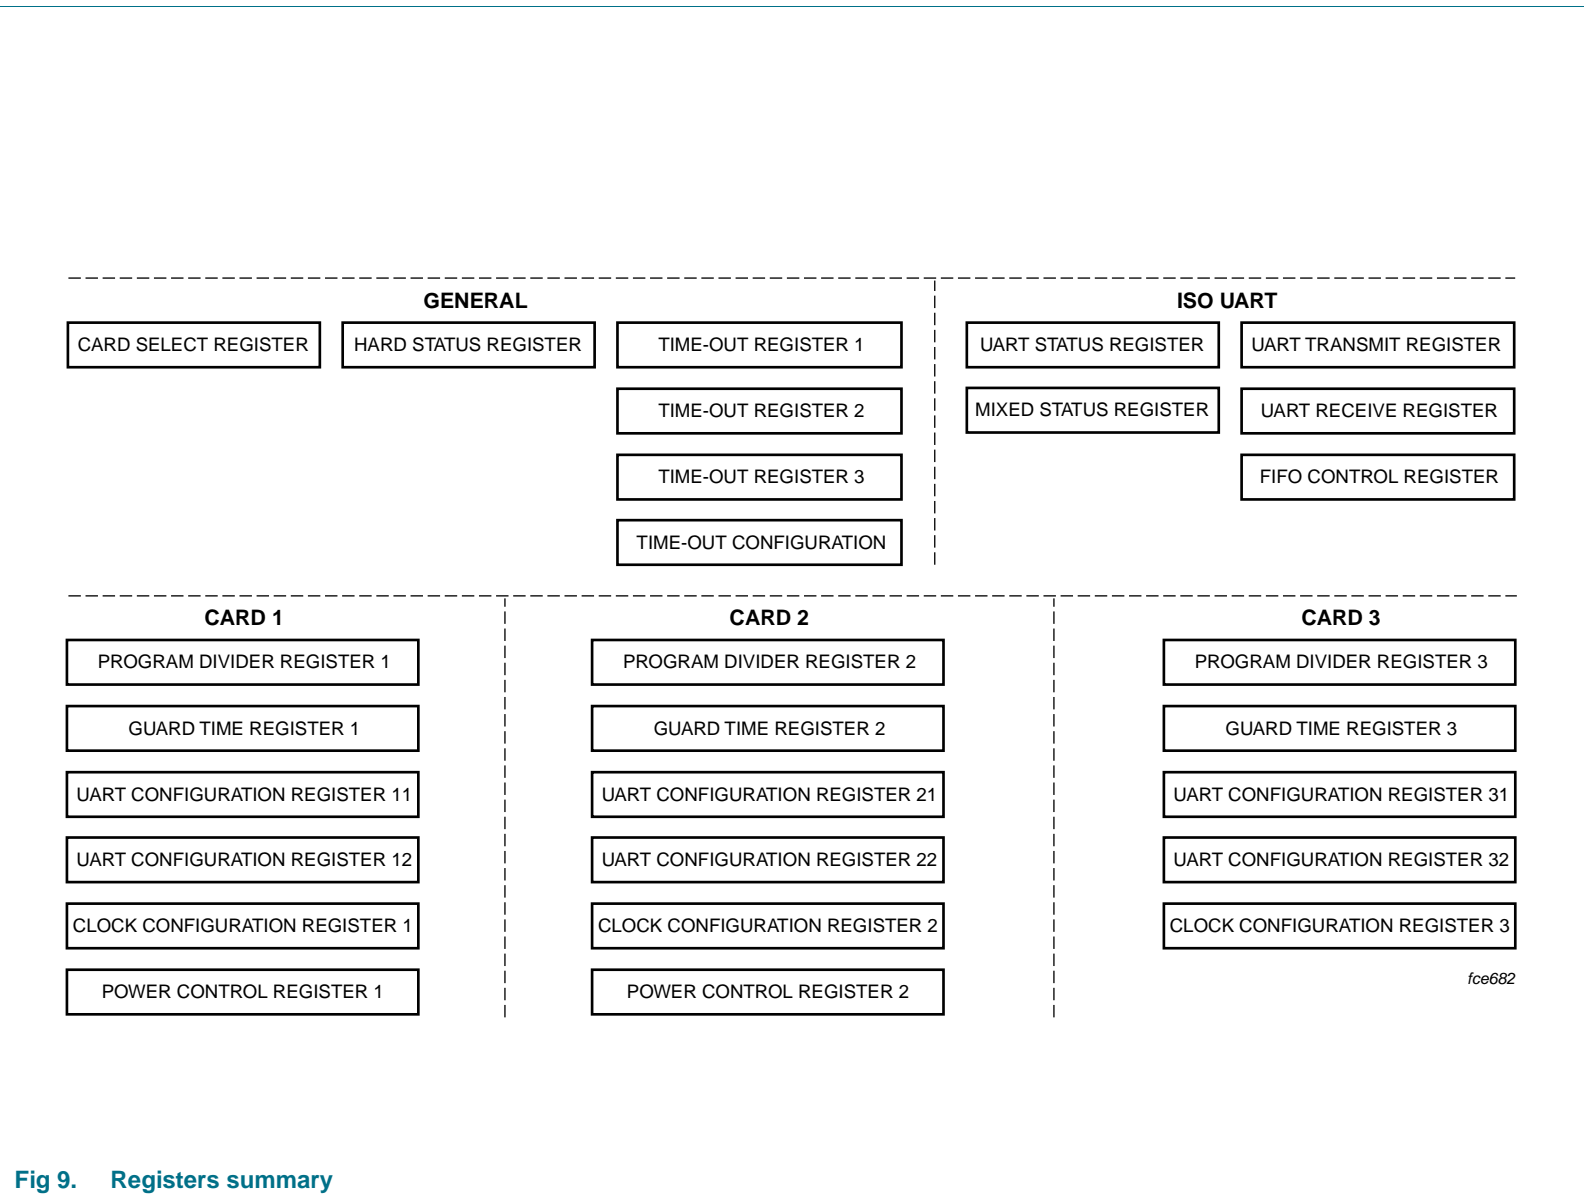 GENERAL
CARD SELECT REGISTER
HARD STATUS REGISTER
TIME-OUT REGISTER 1
TIME-OUT REGISTER 2
TIME-OUT REGISTER 3
TIME-OUT CONFIGURATION
ISO UART
UART STATUS REGISTER
MIXED STATUS REGISTER
UART TRANSMIT REGISTER
UART RECEIVE REGISTER
FIFO CONTROL REGISTER
CARD 1
PROGRAM DIVIDER REGISTER 1
GUARD TIME REGISTER 1
UART CONFIGURATION REGISTER 11
UART CONFIGURATION REGISTER 12
CLOCK CONFIGURATION REGISTER 1
POWER CONTROL REGISTER 1
CARD 2
PROGRAM DIVIDER REGISTER 2
GUARD TIME REGISTER 2
UART CONFIGURATION REGISTER 21
UART CONFIGURATION REGISTER 22
CLOCK CONFIGURATION REGISTER 2
POWER CONTROL REGISTER 2
CARD 3
PROGRAM DIVIDER REGISTER 3
GUARD TIME REGISTER 3
UART CONFIGURATION REGISTER 31
UART CONFIGURATION REGISTER 32
CLOCK CONFIGURATION REGISTER 3
fce682
Fig 9. Registers summary